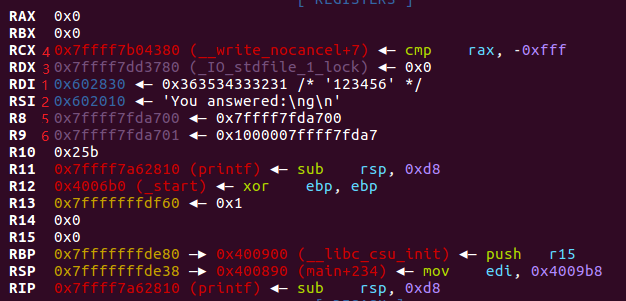 [ REGISTERS ]
RAX 0x0
RBX 0x0
RCX 4 0x7ffff7b04380 (__write_nocancel+7) ◂— cmp rax, -0xfff
RDX 3 0x7ffff7dd3780 (_IO_stdfile_1_lock) ◂— 0x0
RDI 1 0x602830 ◂— 0x363534333231 /* '123456' */
RSI 2 0x602010 ◂— 'You answered:\ng\n'
R8 5 0x7ffff7fda700 ◂— 0x7ffff7fda700
R9 6 0x7ffff7fda701 ◂— 0x1000007ffff7fda7
R10 0x25b
R11 0x7ffff7a62810 (printf) ◂— sub rsp, 0xd8
R12 0x4006b0 (_start) ◂— xor ebp, ebp
R13 0x7fffffffdf60 ◂— 0x1
R14 0x0
R15 0x0
RBP 0x7fffffffde80 —▸ 0x400900 (__libc_csu_init) ◂— push r15
RSP 0x7fffffffde38 —▸ 0x400890 (main+234) ◂— mov edi, 0x4009b8
RIP 0x7ffff7a62810 (printf) ◂— sub rsp, 0xd8